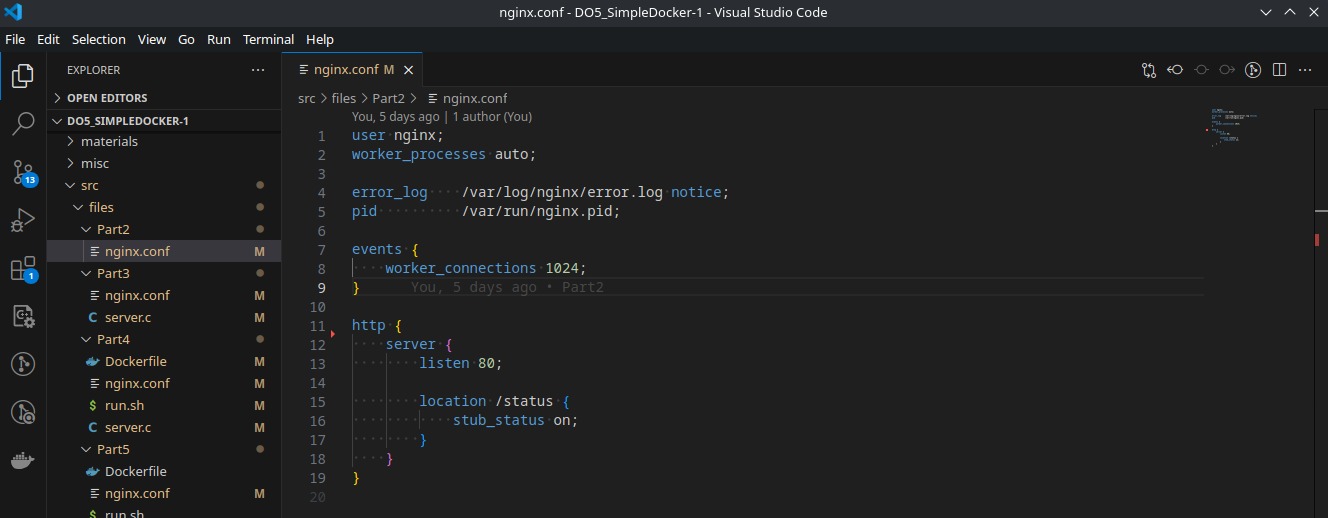 nginx.conf - DO5_SimpleDocker-1 - Visual Studio Code
File Edit Selection View Go Run Terminal Help
EXPLORER
OPEN EDITORS
DO5_SIMPLEDOCKER-1
materials
misc
src
files
Part2
nginx.conf M
Part3
nginx.conf M
server.c M
Part4
Dockerfile M
nginx.conf M
$ run.sh M
server.c M
Part5
Dockerfile
nginx.conf M
$ run.sh
13
1
nginx.conf M
src > files > Part2 > nginx.conf
You, 5 days ago | 1 author (You)
1 user nginx;
2 worker_processes auto;
3
4 error_log /var/log/nginx/error.log notice;
5 pid /var/run/nginx.pid;
6
7 events {
8 worker_connections 1024;
9 } You, 5 days ago • Part2
10
11 http {
12 server {
13 listen 80;
14
15 location /status {
16 stub_status on;
17 }
18 }
19 }
20